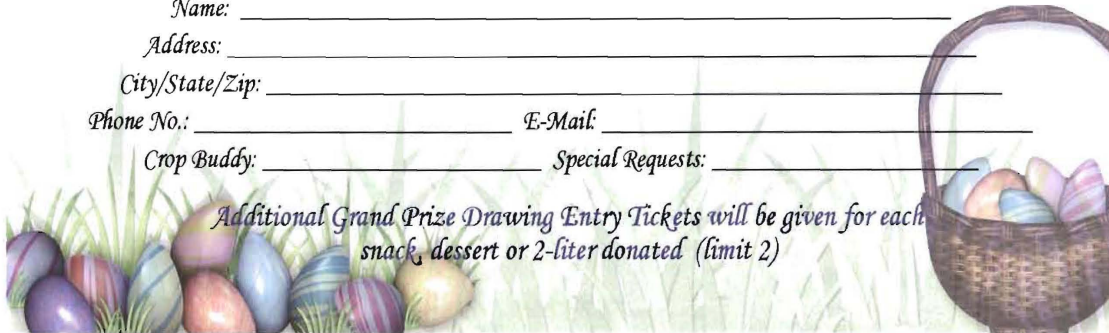 Name:
Address:
City/State/Zip:
Phone No.: E-Mail:
Crop Buddy: Special Requests:
Additional Grand Prize Drawing Entry Tickets will be given for each
snack, dessert or 2-liter donated (limit 2)